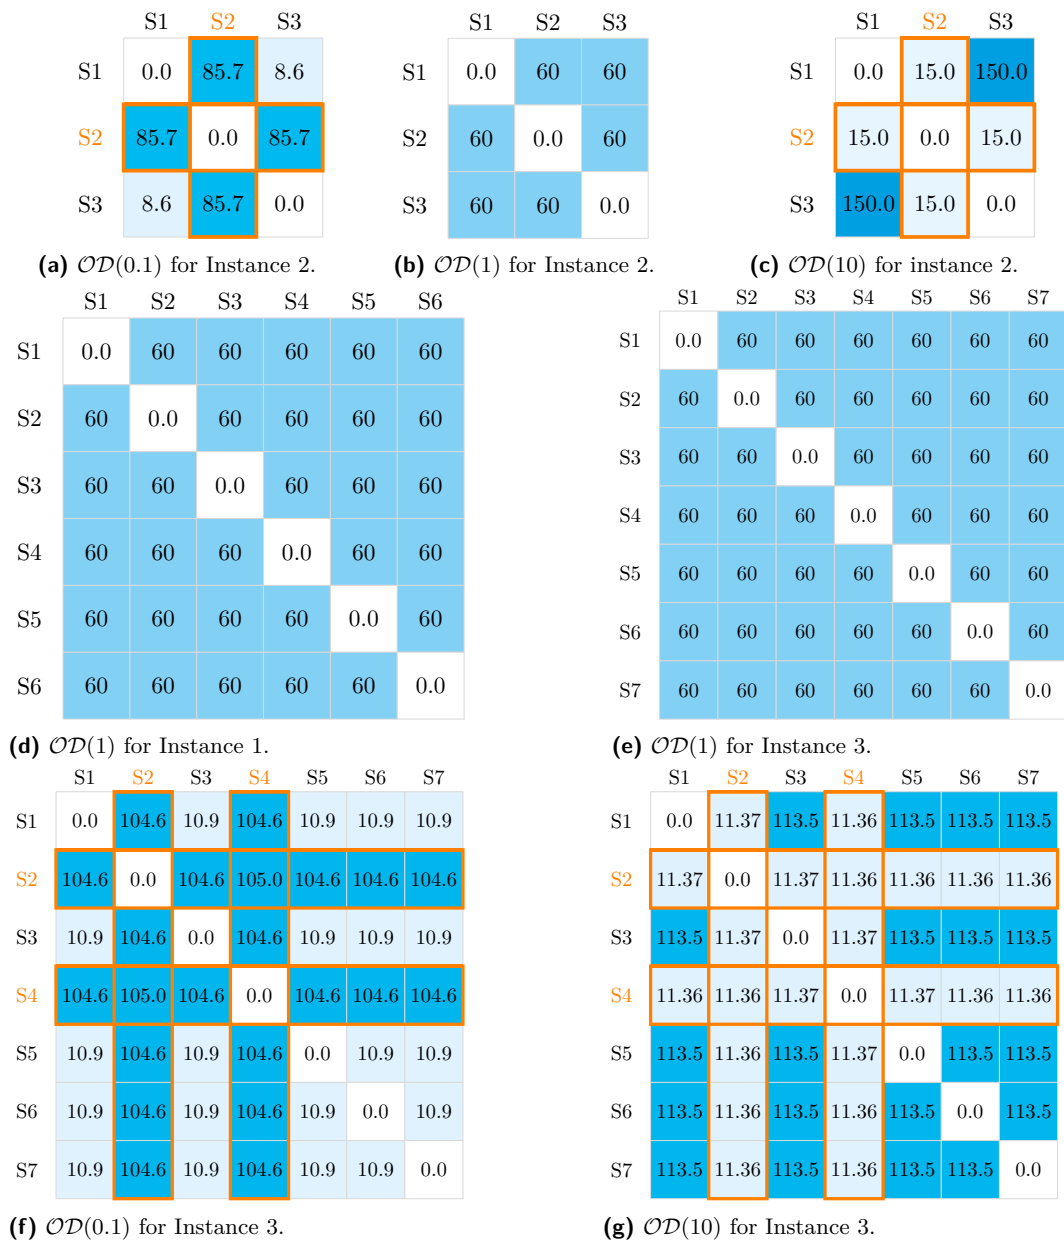 S1 S2 S3 S1 S2 S3 S1 S2 S3
S1 0.0 85.7 8.6 S1 0.0 60 60 S1 0.0 15.0 150.0
S2 85.7 0.0 85.7 S2 60 0.0 60 S2 15.0 0.0 15.0
S3 8.6 85.7 0.0 S3 60 60 0.0 S3 150.0 15.0 0.0
(a) 𝒪𝒟(0.1) for Instance 2. (b) 𝒪𝒟(1) for Instance 2. (c) 𝒪𝒟(10) for instance 2.
S1 S2 S3 S4 S5 S6
S1 0.0 60 60 60 60 60
S2 60 0.0 60 60 60 60
S3 60 60 0.0 60 60 60
S4 60 60 60 0.0 60 60
S5 60 60 60 60 0.0 60
S6 60 60 60 60 60 0.0
(d) 𝒪𝒟(1) for Instance 1.
S1 S2 S3 S4 S5 S6 S7
S1 0.0 60 60 60 60 60 60
S2 60 0.0 60 60 60 60 60
S3 60 60 0.0 60 60 60 60
S4 60 60 60 0.0 60 60 60
S5 60 60 60 60 0.0 60 60
S6 60 60 60 60 60 0.0 60
S7 60 60 60 60 60 60 0.0
(e) 𝒪𝒟(1) for Instance 3.
S1 S2 S3 S4 S5 S6 S7
S1 0.0 104.6 10.9 104.6 10.9 10.9 10.9
S2 104.6 0.0 104.6 105.0 104.6 104.6 104.6
S3 10.9 104.6 0.0 104.6 10.9 10.9 10.9
S4 104.6 105.0 104.6 0.0 104.6 104.6 104.6
S5 10.9 104.6 10.9 104.6 0.0 10.9 10.9
S6 10.9 104.6 10.9 104.6 10.9 0.0 10.9
S7 10.9 104.6 10.9 104.6 10.9 10.9 0.0
(f) 𝒪𝒟(0.1) for Instance 3.
S1 S2 S3 S4 S5 S6 S7
S1 0.0 11.37 113.5 11.36 113.5 113.5 113.5
S2 11.37 0.0 11.37 11.36 11.36 11.36 11.36
S3 113.5 11.37 0.0 11.37 113.5 113.5 113.5
S4 11.36 11.36 11.37 0.0 11.37 11.36 11.36
S5 113.5 11.36 113.5 11.37 0.0 113.5 113.5
S6 113.5 11.36 113.5 11.36 113.5 0.0 113.5
S7 113.5 11.36 113.5 11.36 113.5 113.5 0.0
(g) 𝒪𝒟(10) for Instance 3.